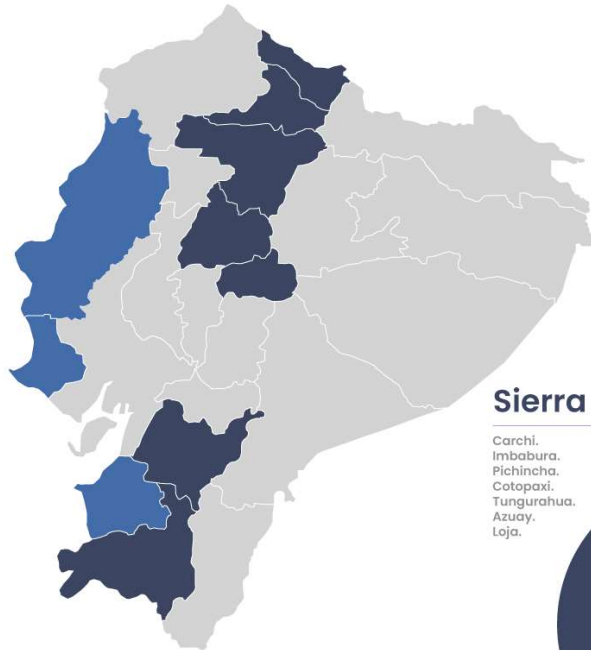 Sierra
Carchi.
Imbabura.
Pichincha.
Cotopaxi.
Tungurahua.
Azuay.
Loja.